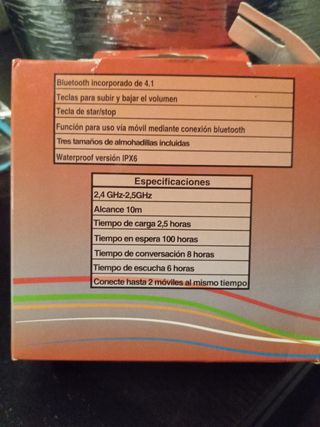 Bluetooth incorporado de 4.1
Teclas para subir y bajar el volumen
Tecla de star/stop
Función para uso vía móvil mediante conexión bluetooth
Tres tamaños de almohadillas incluidas
Waterproof versión IPX6
Especificaciones
2,4 GHz-2,5GHz
Alcance 10m
Tiempo de carga 2,5 horas
Tiempo en espera 100 horas
Tiempo de conversación 8 horas
Tiempo de escucha 6 horas
Conecte hasta 2 móviles al mismo tiempo